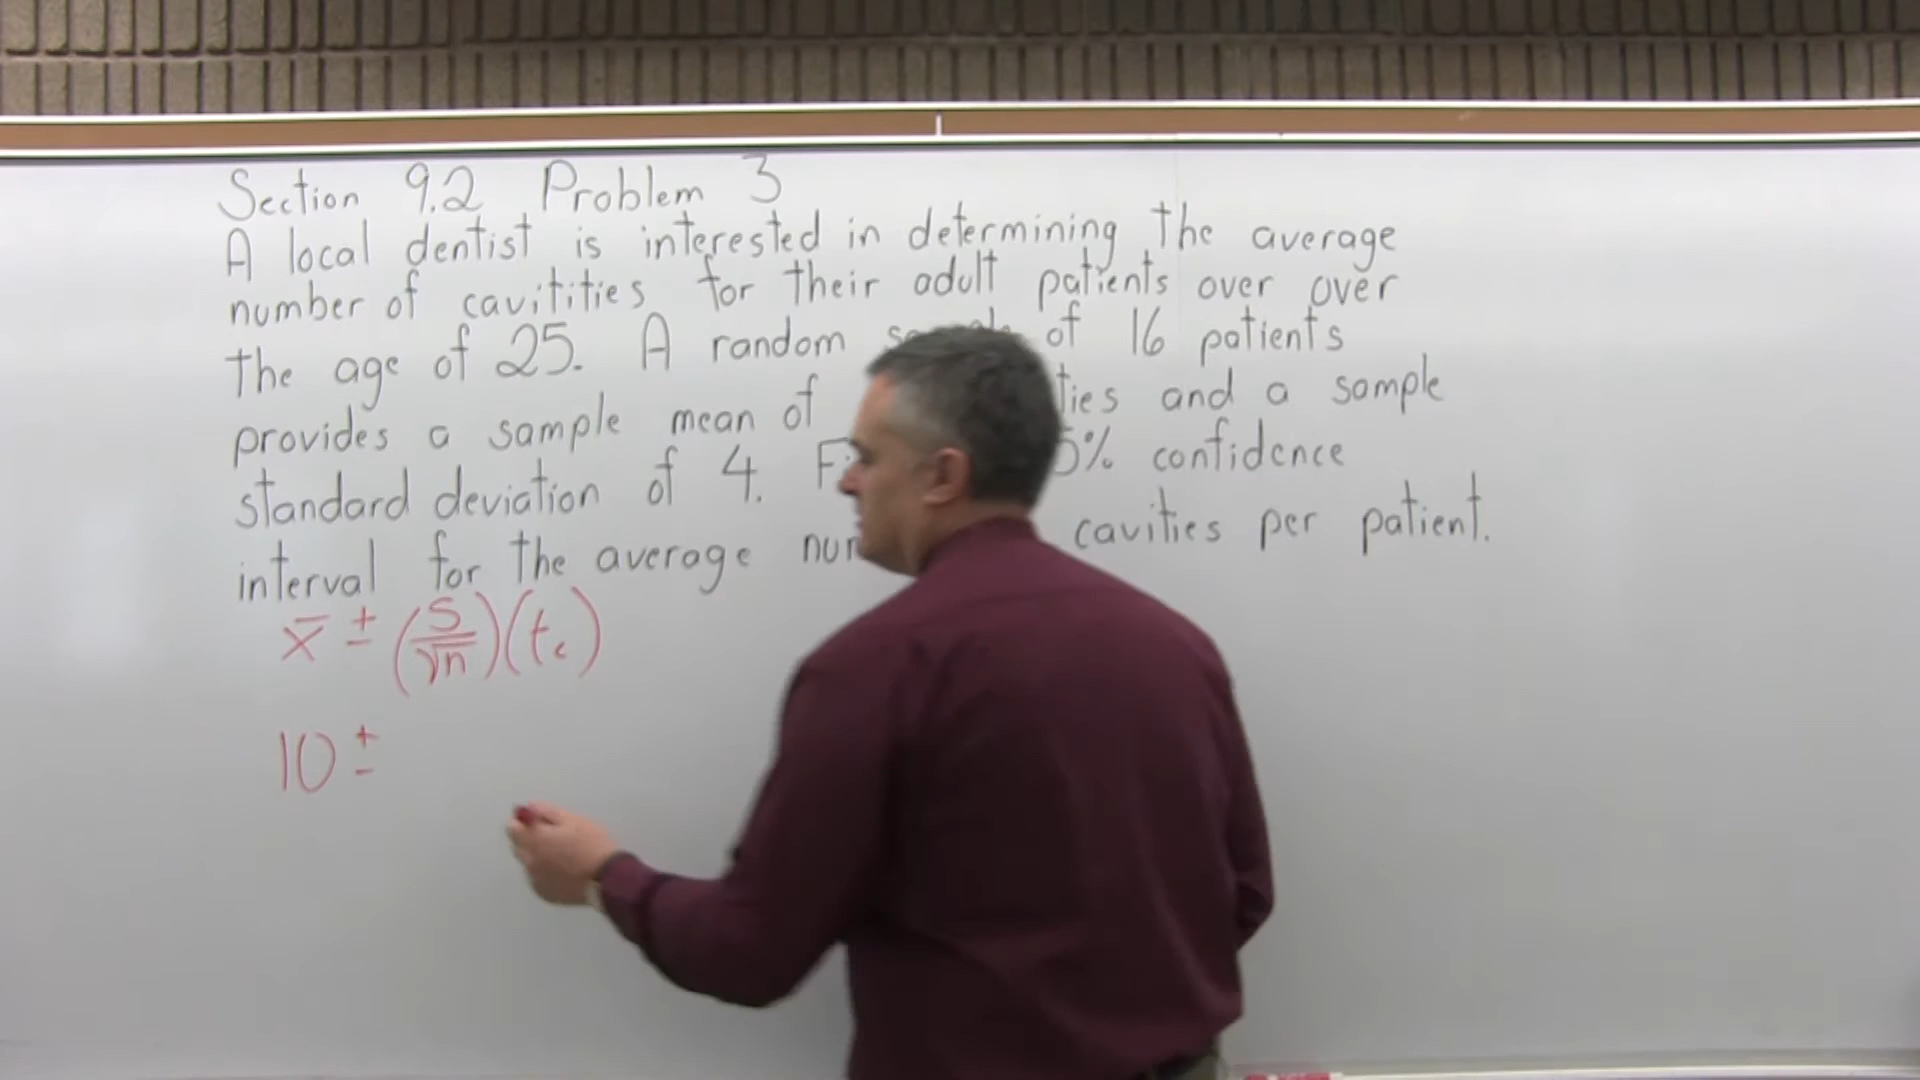 Section 9.2 Problem 3
A local dentist is interested in determining the average
number of cavitities for their adult patients over over
the age of 25. A random of 16 patients
provides a sample mean of and a sample
standard deviation of 4. confidence
interval for the average cavities per patient.
x̄ ± (s/√n)(t_c)
10 ±